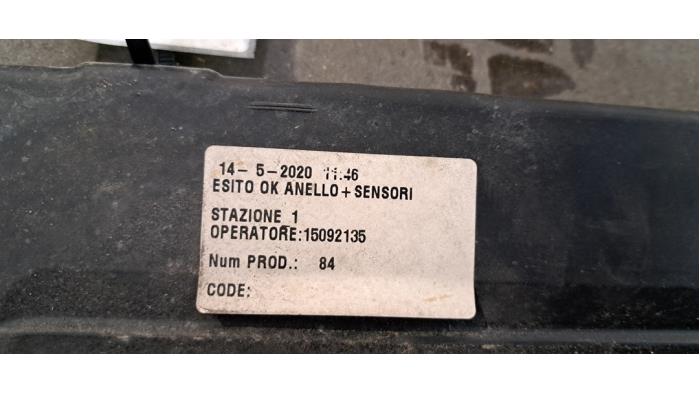 14- 5-2020 11:46
ESITO OK ANELLO+SENSORI
STAZIONE 1
OPERATORE:15092135
Num PROD.: 84
CODE: